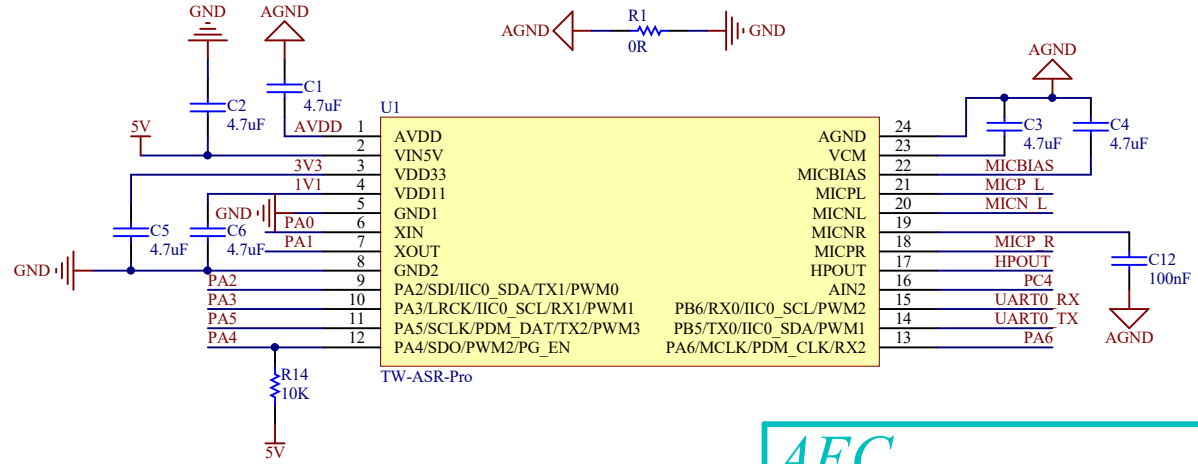 GND
AGND
AGND
R1
0R
GND
AGND
C1
4.7uF
C2
4.7uF
C3
4.7uF
C4
4.7uF
U1
5V
AVDD 1 AVDD
2 VIN5V
3V3 3 VDD33
1V1 4 VDD11
GND 5 GND1
PA0 6 XIN
PA1 7 XOUT
8 GND2
PA2 9 PA2/SDI/IIC0_SDA/TX1/PWM0
PA3 10 PA3/LRCK/IIC0_SCL/RX1/PWM1
PA5 11 PA5/SCLK/PDM_DAT/TX2/PWM3
PA4 12 PA4/SDO/PWM2/PG_EN
AGND 24
VCM 23
MICBIAS 22 MICBIAS
MICPL 21 MICP_L
MICNL 20 MICN_L
MICNR 19
MICPR 18 MICP_R
HPOUT 17 HPOUT
AIN2 16 PC4
PB6/RX0/IIC0_SCL/PWM2 15 UART0_RX
PB5/TX0/IIC0_SDA/PWM1 14 UART0_TX
PA6/MCLK/PDM_CLK/RX2 13 PA6
C5
4.7uF
C6
4.7uF
GND
C12
100nF
AGND
TW-ASR-Pro
R14
10K
5V
AEC